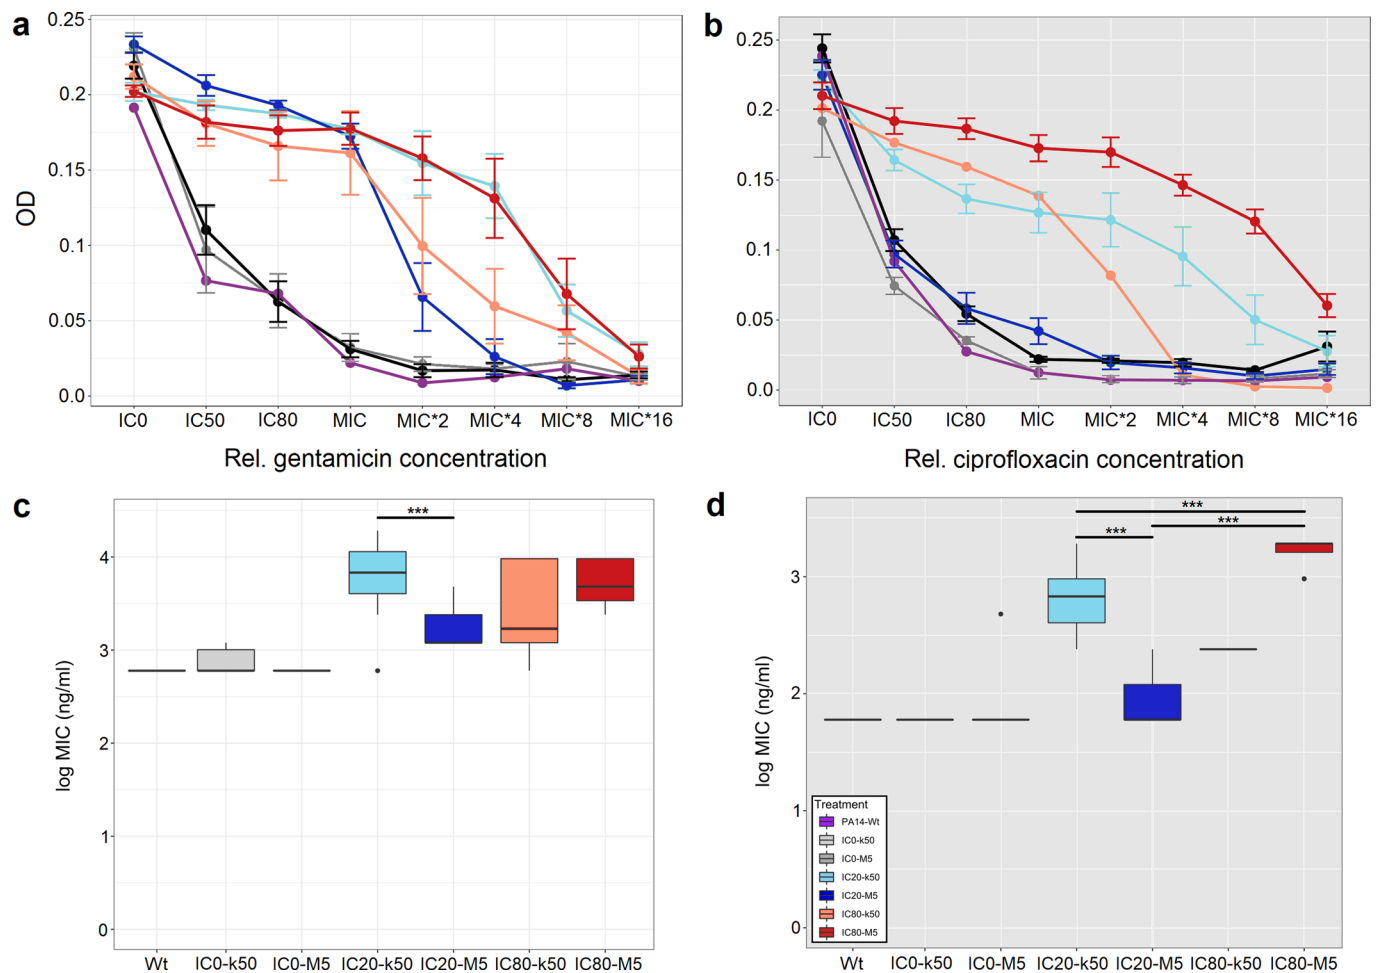 a
0.25
0.2
0.15
0.1
0.05
0.0
OD
IC0 IC50 IC80 MIC MIC*2 MIC*4 MIC*8 MIC*16
Rel. gentamicin concentration
b
0.25
0.20
0.15
0.10
0.05
0.0
IC0 IC50 IC80 MIC MIC*2 MIC*4 MIC*8 MIC*16
Rel. ciprofloxacin concentration
c
***
4
3
2
1
0
log MIC (ng/ml)
Wt IC0-k50 IC0-M5 IC20-k50 IC20-M5 IC80-k50 IC80-M5
d
***
***
***
3
2
1
0
log MIC (ng/ml)
Treatment
PA14-Wt
IC0-k50
IC0-M5
IC20-k50
IC20-M5
IC80-k50
IC80-M5
Wt IC0-k50 IC0-M5 IC20-k50 IC20-M5 IC80-k50 IC80-M5